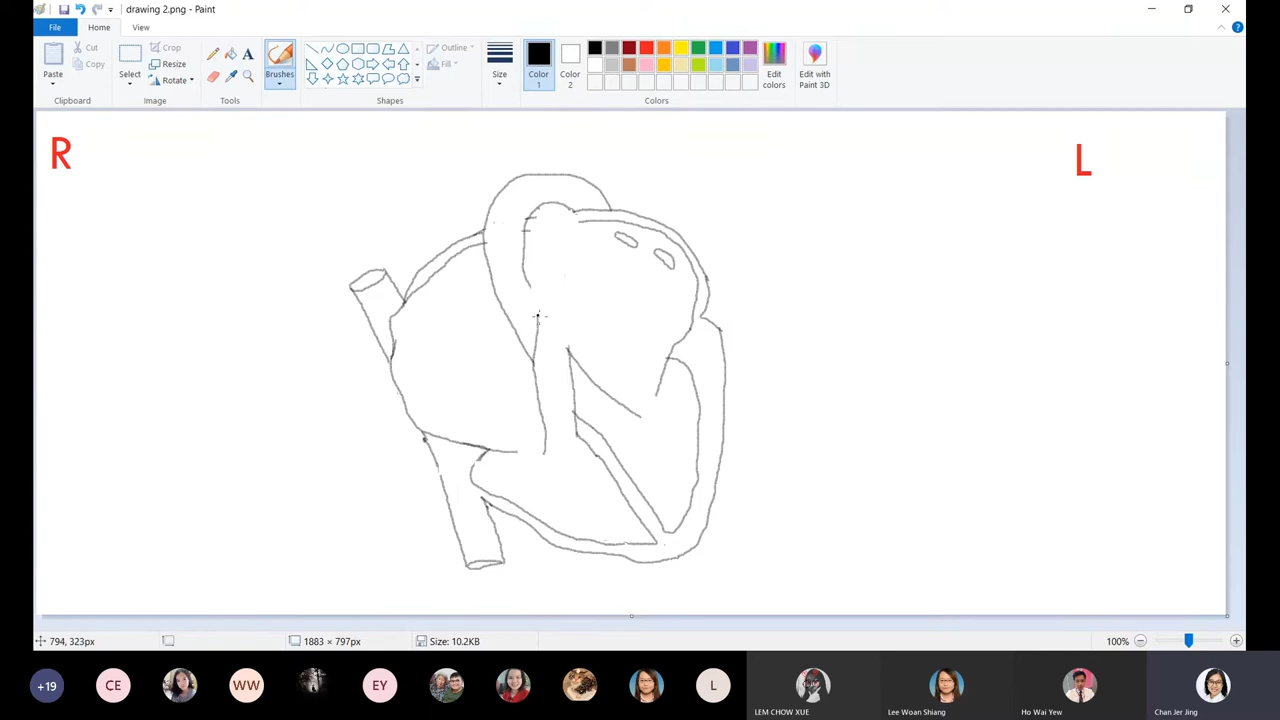 drawing 2.png - Paint
File
Home
View
Paste
Cut
Copy
Clipboard
Select
Crop
Resize
Rotate
Image
A
Tools
Brushes
Outline
Fill
Shapes
Size
Color 1
Color 2
Edit colors
Colors
Edit with Paint 3D
R
L
794, 323px
1883 × 797px
Size: 10.2KB
100%
+19
CE
WW
EY
L
LEM CHOW XUE
Lee Woan Shiang
Ho Wai Yew
Chan Jer Jing